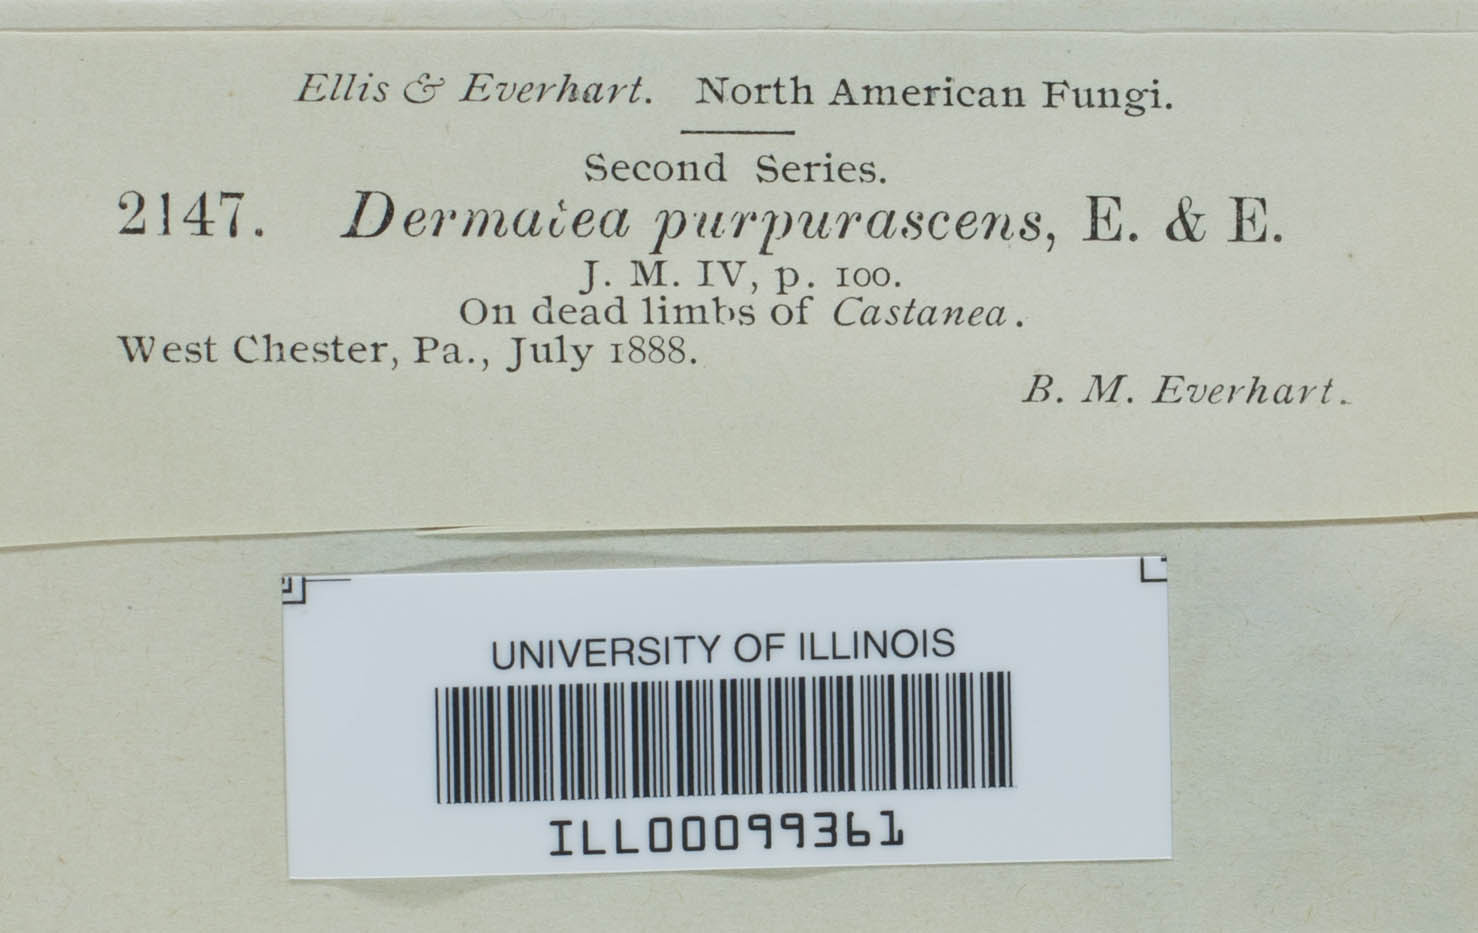 Ellis & Everhart. North American Fungi.
Second Series.
2147. Dermatea purpurascens, E. & E.
J. M. IV, p. 100.
On dead limbs of Castanea.
West Chester, Pa., July 1888.
B. M. Everhart.
UNIVERSITY OF ILLINOIS
ILL00099361